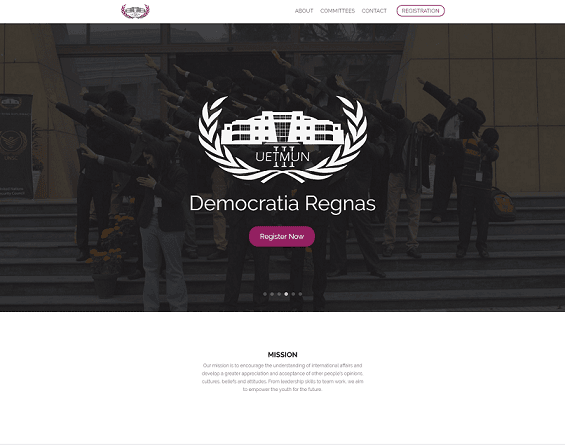 ABOUT COMMITTEES CONTACT REGISTRATION
UETMUN
III
Democratia Regnas
Register Now
MISSION
Our mission is to encourage the understanding of international affairs and
develop a greater appreciation and acceptance of other people's opinions,
cultures, beliefs and attitudes. From leadership skills to team work, we aim
to empower the youth for the future.